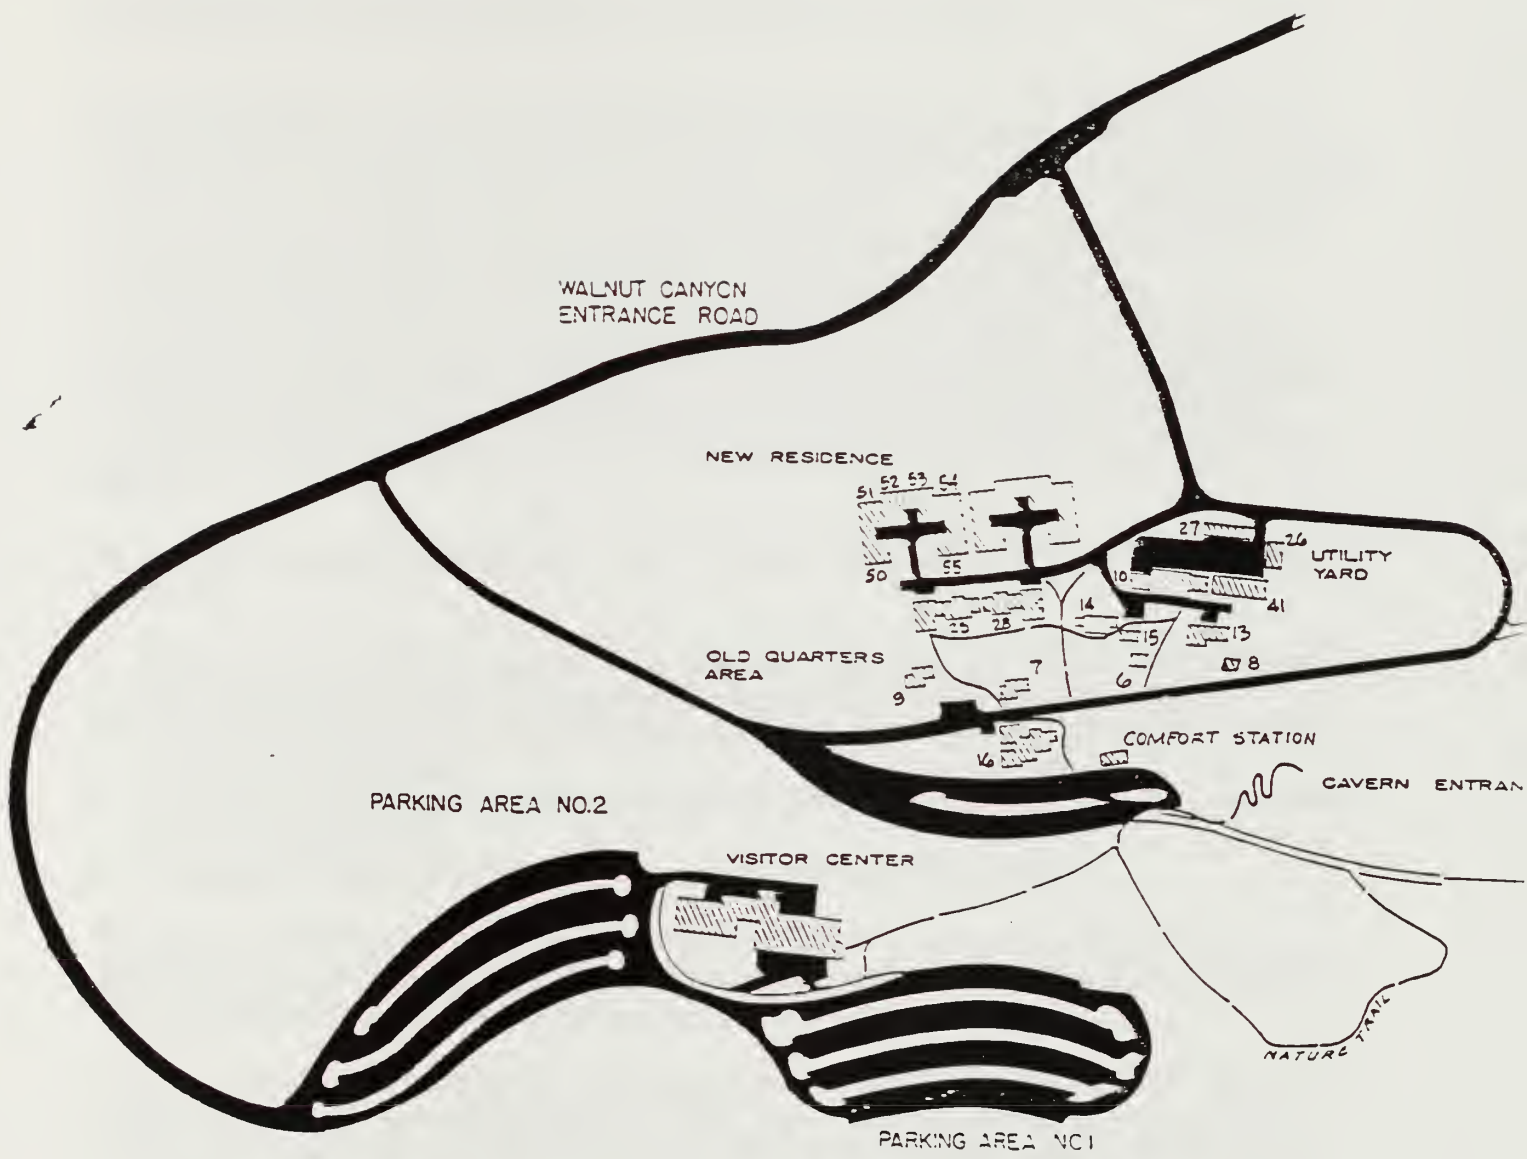 WALNUT CANYON
ENTRANCE ROAD
NEW RESIDENCE
51 52 53 54
50
55
27
26
UTILITY
YARD
10
41
25
28
14
15
13
OLD QUARTERS
AREA
9
7
6
8
16
COMFORT STATION
CAVERN ENTRAN
PARKING AREA NO.2
VISITOR CENTER
NATURE TRAIL
PARKING AREA NO1